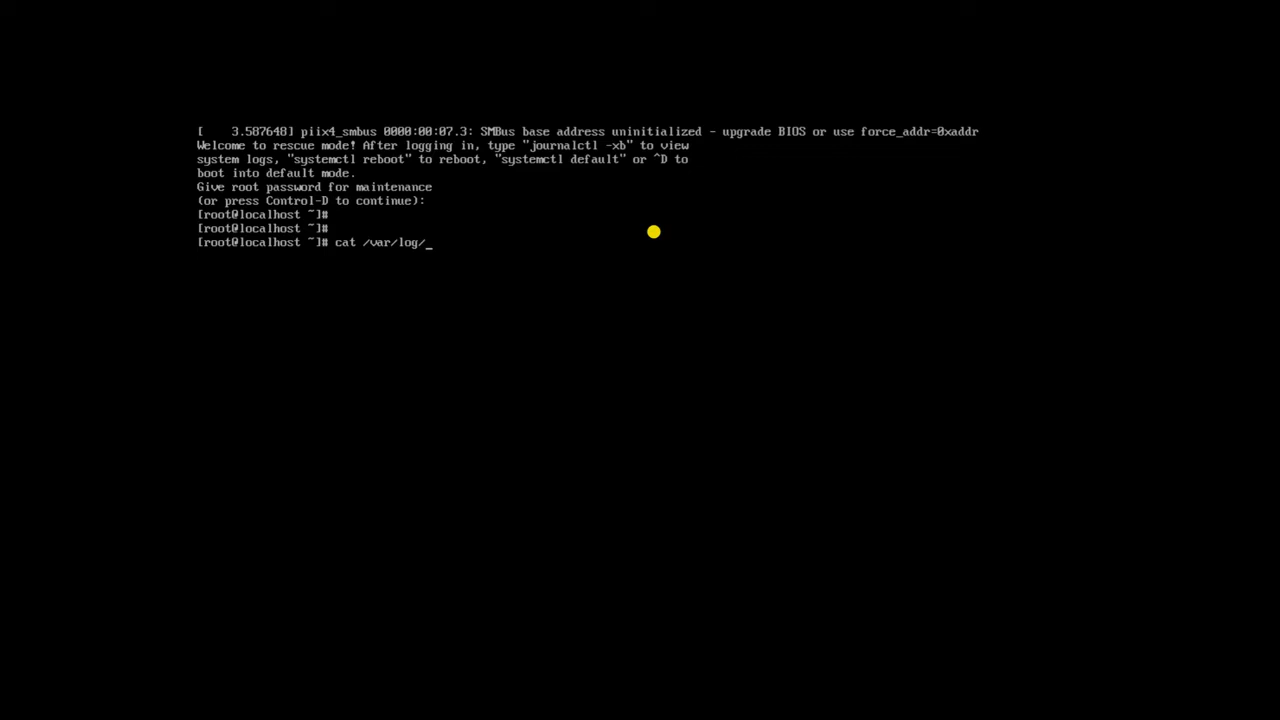 [    3.587648] piix4_smbus 0000:00:07.3: SMBus base address uninitialized - upgrade BIOS or use force_addr=0xaddr
Welcome to rescue mode! After logging in, type "journalctl -xb" to view
system logs, "systemctl reboot" to reboot, "systemctl default" or ^D to
boot into default mode.
Give root password for maintenance
(or press Control-D to continue):
[root@localhost ~]#
[root@localhost ~]#
[root@localhost ~]# cat /var/log/_